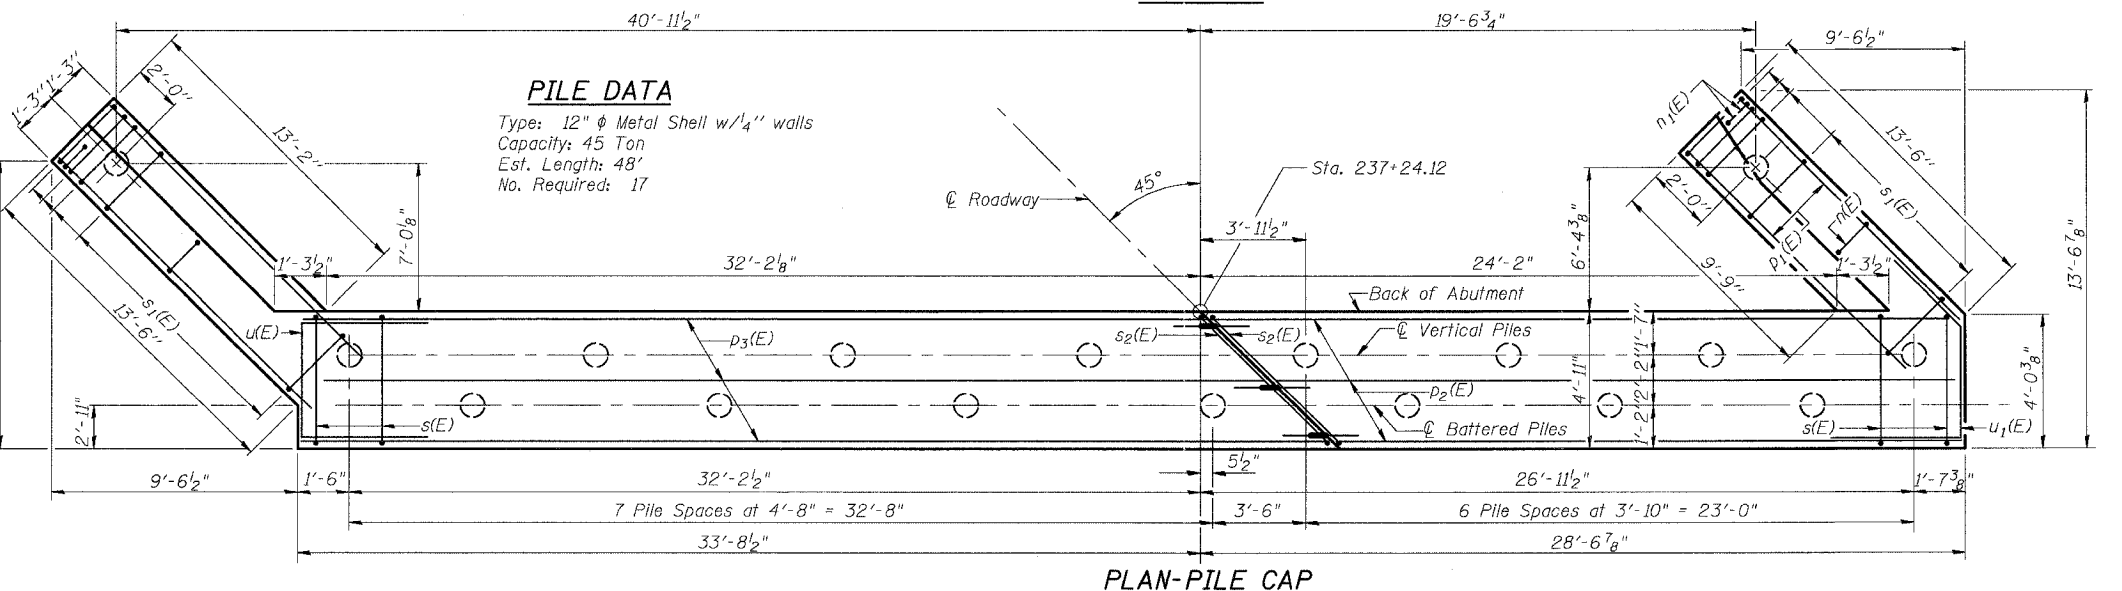 40'-11½"
19'-6¾"
9'-6½"
1'-3"
1'-3"
2'-0"
13'-2"
PILE DATA
Type: 12" ϕ Metal Shell w/¼" walls
Capacity: 45 Ton
Est. Length: 48'
No. Required: 17
n₁(E)
13'-6"
s₁(E)
2'-0"
n(E)
p₁(E)
9'-9"
45°
Sta. 237+24.12
℄ Roadway
3'-11½"
7'-0⅛"
6'-4⅜"
13'-6⅞"
1'-3½"
32'-2⅛"
24'-2"
1'-3½"
s₁(E)
13'-6"
Back of Abutment
u(E)
p₃(E)
s₂(E)
s₂(E)
℄ Vertical Piles
1'-7"
2'-2"
1'-2"
4'-11"
4'-0⅜"
p₂(E)
2'-11"
s(E)
℄ Battered Piles
s(E)
u₁(E)
5½"
9'-6½"
1'-6"
32'-2½"
26'-11½"
1'-7⅜"
7 Pile Spaces at 4'-8" = 32'-8"
3'-6"
6 Pile Spaces at 3'-10" = 23'-0"
33'-8½"
28'-6⅞"
PLAN-PILE CAP